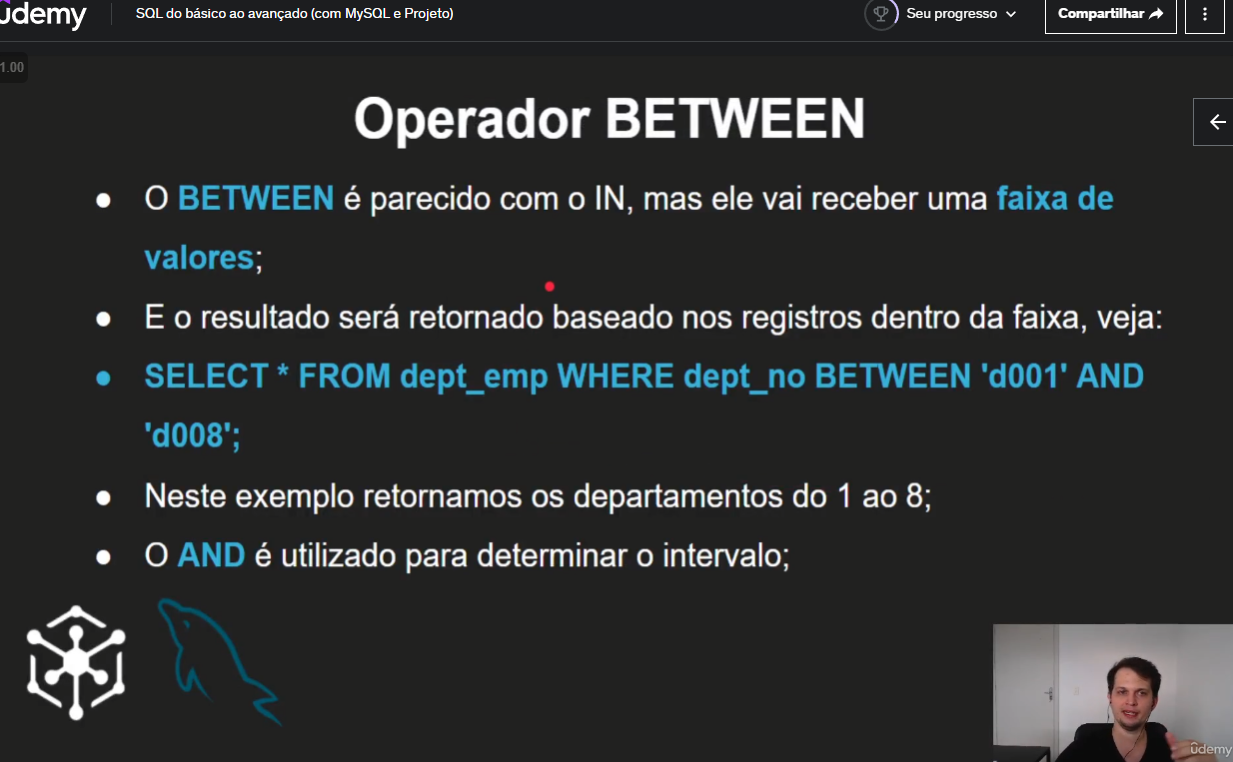 udemy
SQL do básico ao avançado (com MySQL e Projeto)
Seu progresso
Compartilhar
1.00
Operador BETWEEN
O BETWEEN é parecido com o IN, mas ele vai receber uma faixa de
valores;
E o resultado será retornado baseado nos registros dentro da faixa, veja:
SELECT * FROM dept_emp WHERE dept_no BETWEEN 'd001' AND
'd008';
Neste exemplo retornamos os departamentos do 1 ao 8;
O AND é utilizado para determinar o intervalo;
ûdemy